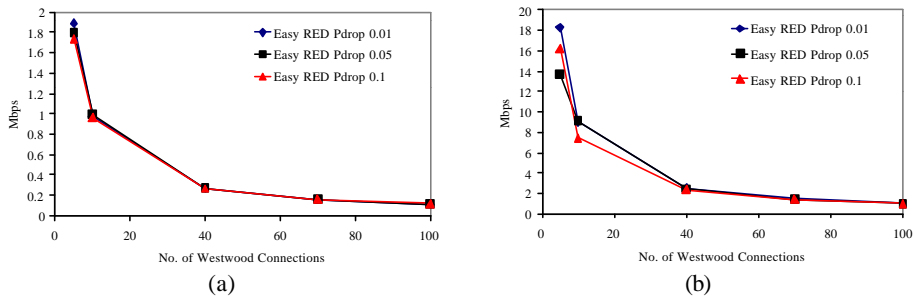 2
1.8
1.6
1.4
1.2
1
0.8
0.6
0.4
0.2
0
Mbps
Easy RED Pdrop 0.01
Easy RED Pdrop 0.05
Easy RED Pdrop 0.1
0 20 40 60 80 100
No. of Westwood Connections
(a)
20
18
16
14
12
10
8
6
4
2
0
Mbps
Easy RED Pdrop 0.01
Easy RED Pdrop 0.05
Easy RED Pdrop 0.1
0 20 40 60 80 100
No. of Westwood Connections
(b)